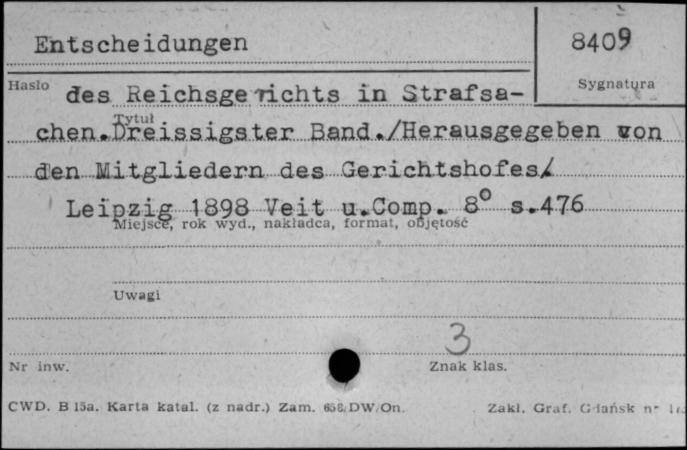 Entscheidungen 8409
Hasło Sygnatura
des Reichsgerichts in Strafsa-
Tytuł
chen. Dreissigster Band./Herausgegeben von
den Mitgliedern des Gerichtshofes/
Leipzig 1898 Veit u.Comp. 8° s.476
Miejsce, rok wyd., nakładca, format, objętość
Uwagi
3
Nr inw. Znak klas.
CWD. B 15a. Karta katal. (z nadr.) Zam. 658/DW/On. Zakł. Graf. Gdańsk nr